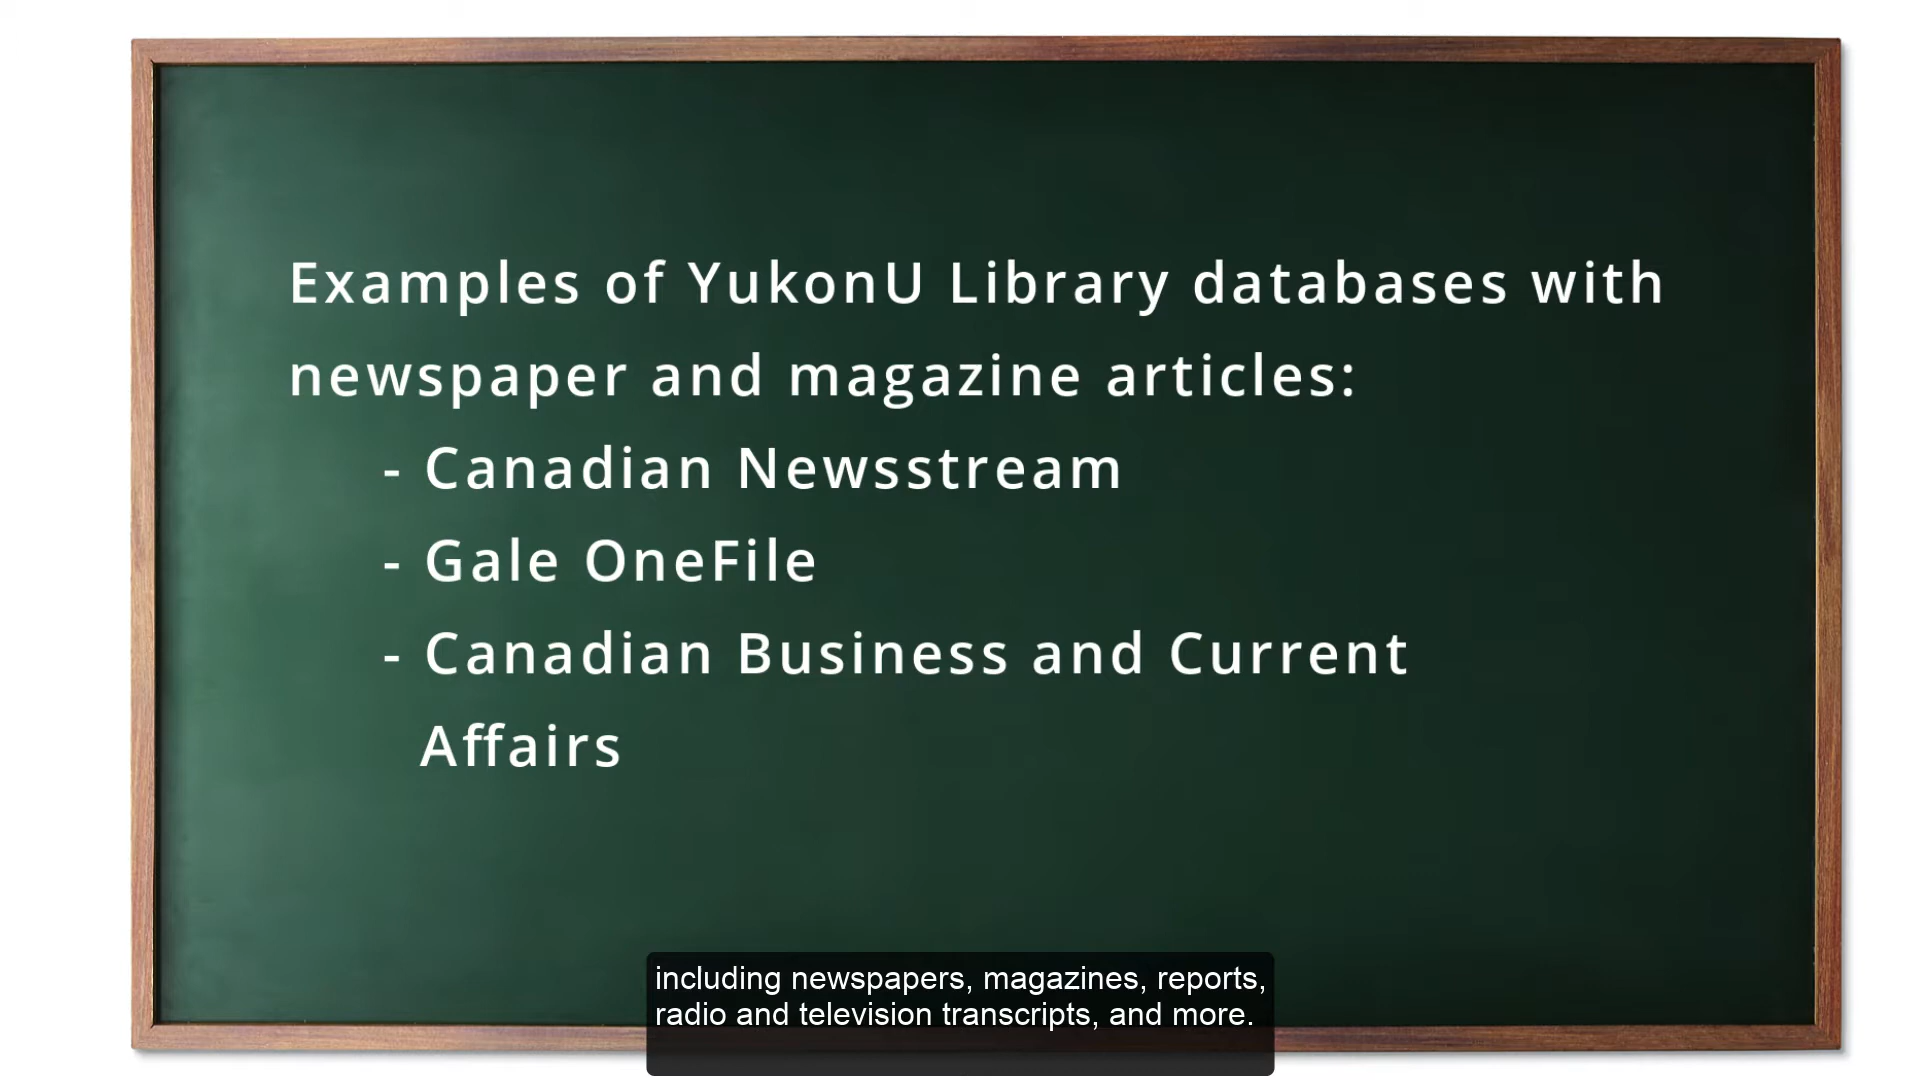 Examples of YukonU Library databases with
newspaper and magazine articles:
- Canadian Newsstream
- Gale OneFile
- Canadian Business and Current
Affairs
including newspapers, magazines, reports,
radio and television transcripts, and more.